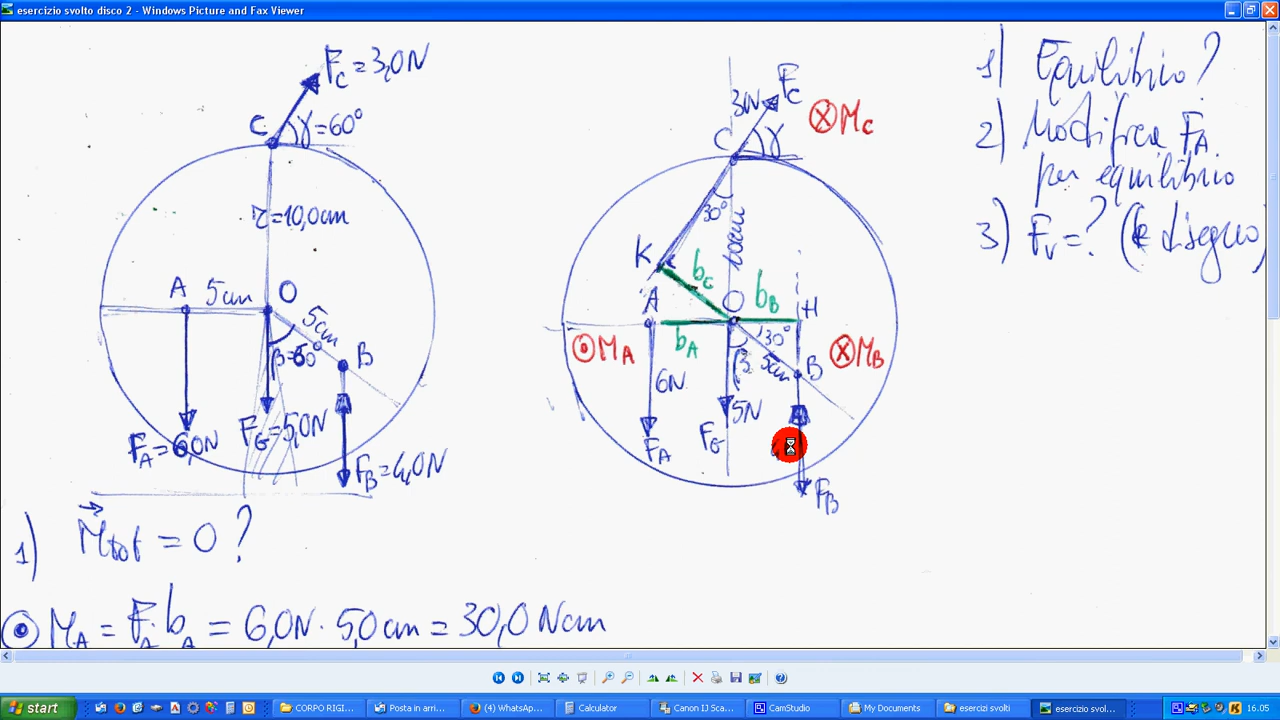 esercizio svolto disco 2 - Windows Picture and Fax Viewer
F_C = 3,0N
C
γ=60°
r=10,0cm
A
5cm
O
5cm
B
F_A = 6,0N
F_G = 5,0N
F_B = 4,0N
3N
F_C
⊗ M_C
C
γ
30°
10cm
K
b_C
A
O
b_B
H
⊙ M_A
b_A
30°
⊗ M_B
β
5cm
B
6N
5N
F_A
F_G
F_B
1) Equilibrio?
2) Modifica F_A
per equilibrio
3) F_V=? (e disegno)
1) M_tot = 0 ?
⊙ M_A = F_A b_A = 6,0N · 5,0cm = 30,0Ncm
start
CORPO RIGI...
Posta in arri...
(4) WhatsAp...
Calculator
Canon IJ Sca...
CamStudio
My Documents
esercizi svolti
esercizio svol...
16.05